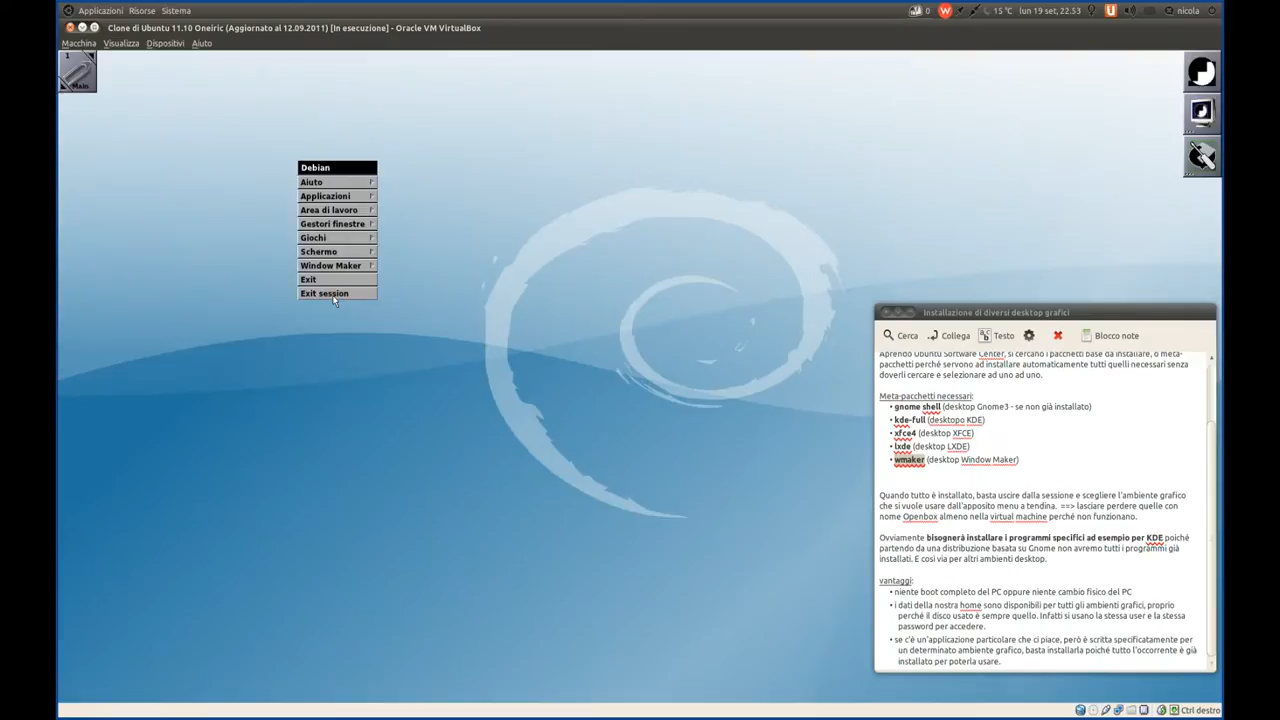 Applicazioni Risorse Sistema
0 15 °C lun 19 set, 22.53 nicola
Clone di Ubuntu 11.10 Oneiric (Aggiornato al 12.09.2011) [In esecuzione] - Oracle VM VirtualBox
Macchina Visualizza Dispositivi Aiuto
1
Main
Debian
Aiuto
Applicazioni
Area di lavoro
Gestori finestre
Giochi
Schermo
Window Maker
Exit
Exit session
Installazione di diversi desktop grafici
Cerca Collega Testo Blocco note
Aprendo Ubuntu Software Center, si cercano i pacchetti base da installare, o meta-
pacchetti perché servono ad installare automaticamente tutti quelli necessari senza
doverli cercare e selezionare ad uno ad uno.
Meta-pacchetti necessari:
• gnome shell (desktop Gnome3 - se non già installato)
• kde-full (desktopo KDE)
• xfce4 (desktop XFCE)
• lxde (desktop LXDE)
• wmaker (desktop Window Maker)
Quando tutto è installato, basta uscire dalla sessione e scegliere l'ambiente grafico
che si vuole usare dall'apposito menu a tendina. ==> lasciare perdere quelle con
nome Openbox almeno nella virtual machine perché non funzionano.
Ovviamente bisognerà installare i programmi specifici ad esempio per KDE poiché
partendo da una distribuzione basata su Gnome non avremo tutti i programmi già
installati. E cosi via per altri ambienti desktop.
vantaggi:
• niente boot completo del PC oppure niente cambio fisico del PC
• i dati della nostra home sono disponibili per tutti gli ambienti grafici, proprio
perché il disco usato è sempre quello. Infatti si usano la stessa user e la stessa
password per accedere.
• se c'è un'applicazione particolare che ci piace, però è scritta specificatamente per
un determinato ambiente grafico, basta installarla poiché tutto l'occorrente è già
installato per poterla usare.
Ctrl destro